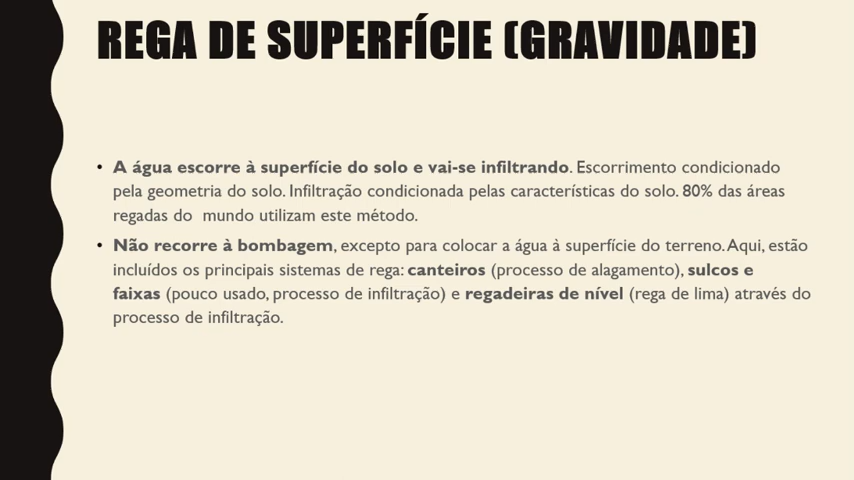 REGA DE SUPERFÍCIE (GRAVIDADE)
• A água escorre à superfície do solo e vai-se infiltrando. Escorrimento condicionado
pela geometria do solo. Infiltração condicionada pelas características do solo. 80% das áreas
regadas do mundo utilizam este método.
• Não recorre à bombagem, excepto para colocar a água à superfície do terreno. Aqui, estão
incluídos os principais sistemas de rega: canteiros (processo de alagamento), sulcos e
faixas (pouco usado, processo de infiltração) e regadeiras de nível (rega de lima) através do
processo de infiltração.